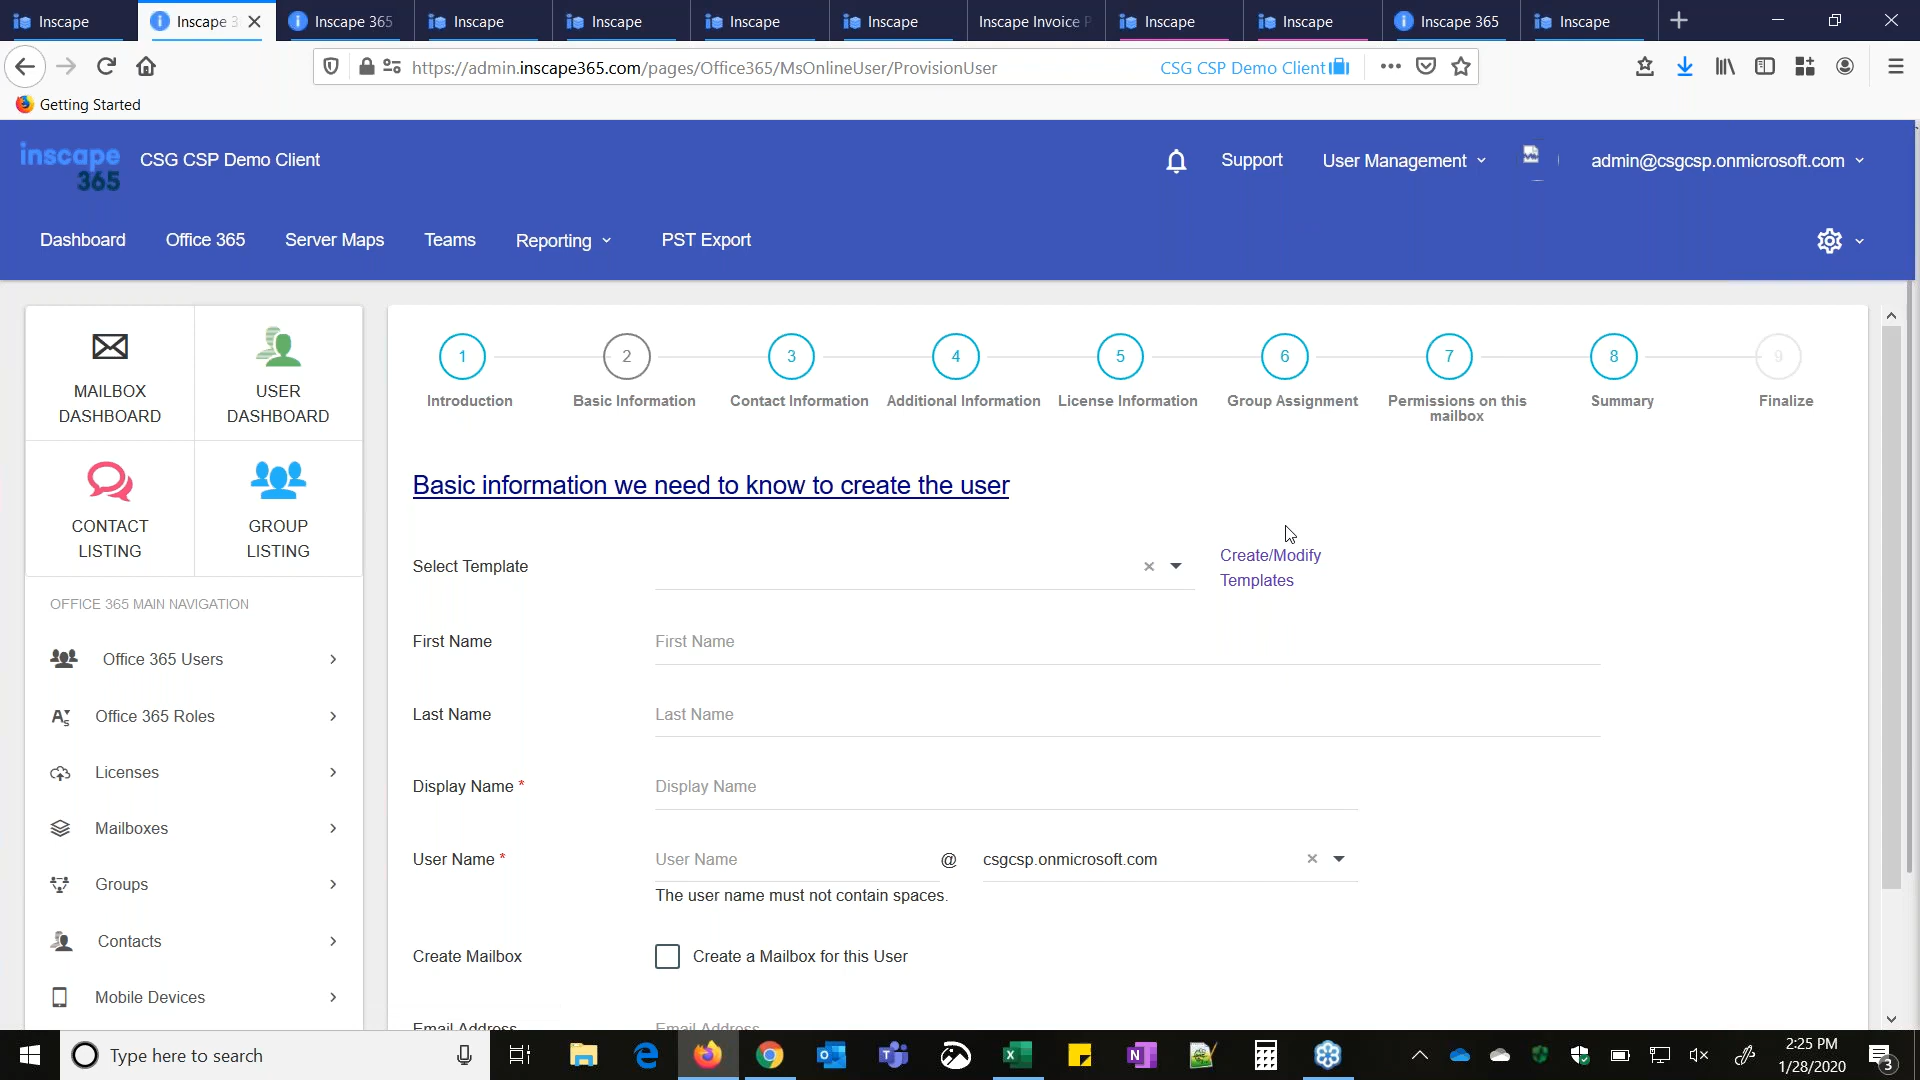 Inscape
Inscape 3
Inscape 365
Inscape
Inscape
Inscape
Inscape
Inscape Invoice P
Inscape
Inscape
Inscape 365
Inscape
https://admin.inscape365.com/pages/Office365/MsOnlineUser/ProvisionUser
CSG CSP Demo Client
Getting Started
inscape
365
CSG CSP Demo Client
Support
User Management
admin@csgcsp.onmicrosoft.com
Dashboard
Office 365
Server Maps
Teams
Reporting
PST Export
MAILBOX
DASHBOARD
USER
DASHBOARD
CONTACT
LISTING
GROUP
LISTING
OFFICE 365 MAIN NAVIGATION
Office 365 Users
Office 365 Roles
Licenses
Mailboxes
Groups
Contacts
Mobile Devices
1
2
3
4
5
6
7
8
9
Introduction
Basic Information
Contact Information
Additional Information
License Information
Group Assignment
Permissions on this
mailbox
Summary
Finalize
Basic information we need to know to create the user
Select Template
Create/Modify
Templates
First Name
First Name
Last Name
Last Name
Display Name *
Display Name
User Name *
User Name
@
csgcsp.onmicrosoft.com
The user name must not contain spaces.
Create Mailbox
Create a Mailbox for this User
Email Address
Email Address
Type here to search
2:25 PM
1/28/2020
3